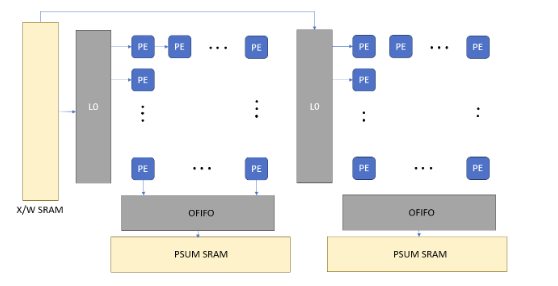 PE PE PE PE PE PE
PE PE
L0 L0
PE PE PE PE
X/W SRAM
OFIFO OFIFO
PSUM SRAM PSUM SRAM